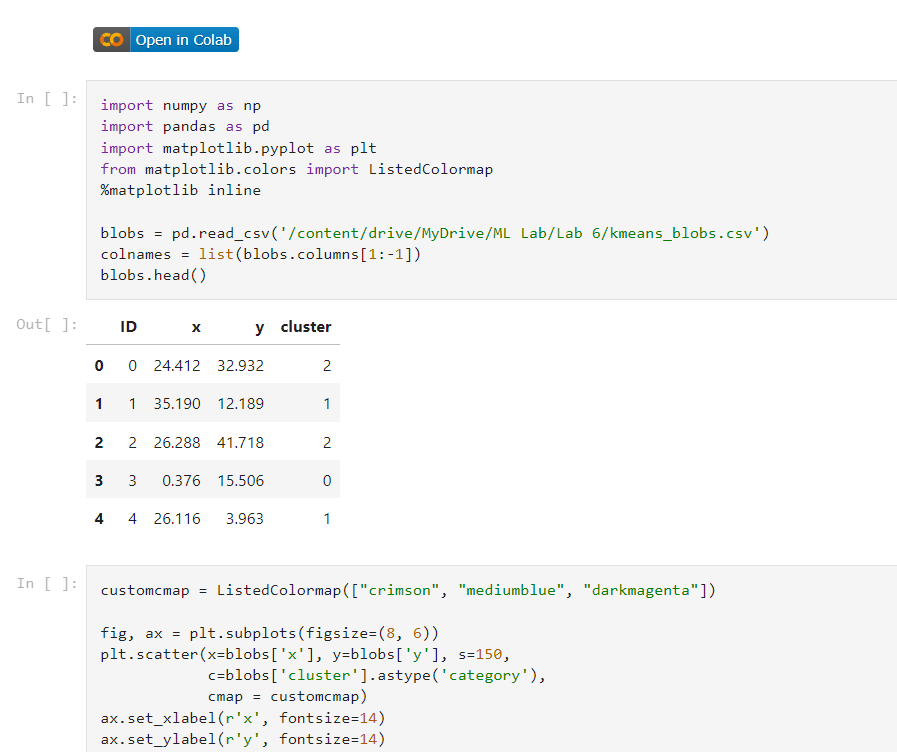 Open in Colab
In [ ]:
import numpy as np
import pandas as pd
import matplotlib.pyplot as plt
from matplotlib.colors import ListedColormap
%matplotlib inline
blobs = pd.read_csv('/content/drive/MyDrive/ML Lab/Lab 6/kmeans_blobs.csv')
colnames = list(blobs.columns[1:-1])
blobs.head()
Out[ ]:
ID x y cluster
0 0 24.412 32.932 2
1 1 35.190 12.189 1
2 2 26.288 41.718 2
3 3 0.376 15.506 0
4 4 26.116 3.963 1
In [ ]:
customcmap = ListedColormap(["crimson", "mediumblue", "darkmagenta"])
fig, ax = plt.subplots(figsize=(8, 6))
plt.scatter(x=blobs['x'], y=blobs['y'], s=150,
            c=blobs['cluster'].astype('category'),
            cmap = customcmap)
ax.set_xlabel(r'x', fontsize=14)
ax.set_ylabel(r'y', fontsize=14)